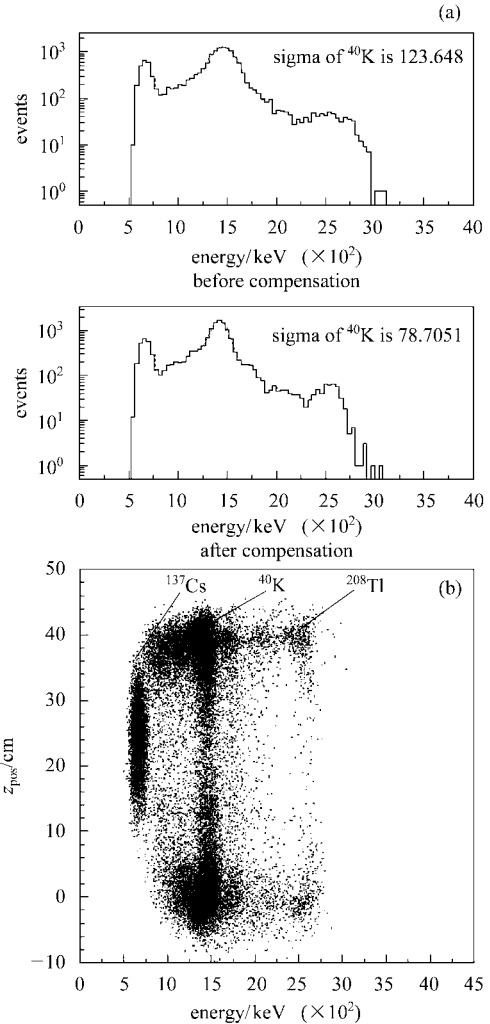 (a)
10³
sigma of ⁴⁰K is 123.648
10²
events
10¹
10⁰
0 5 10 15 20 25 30 35 40
energy/keV (×10²)
before compensation
10³
sigma of ⁴⁰K is 78.7051
10²
events
10¹
10⁰
0 5 10 15 20 25 30 35 40
energy/keV (×10²)
after compensation
50
¹³⁷Cs ⁴⁰K ²⁰⁸Tl (b)
40
30
z_pos/cm
20
10
0
−10
0 5 10 15 20 25 30 35 40 45
energy/keV (×10²)